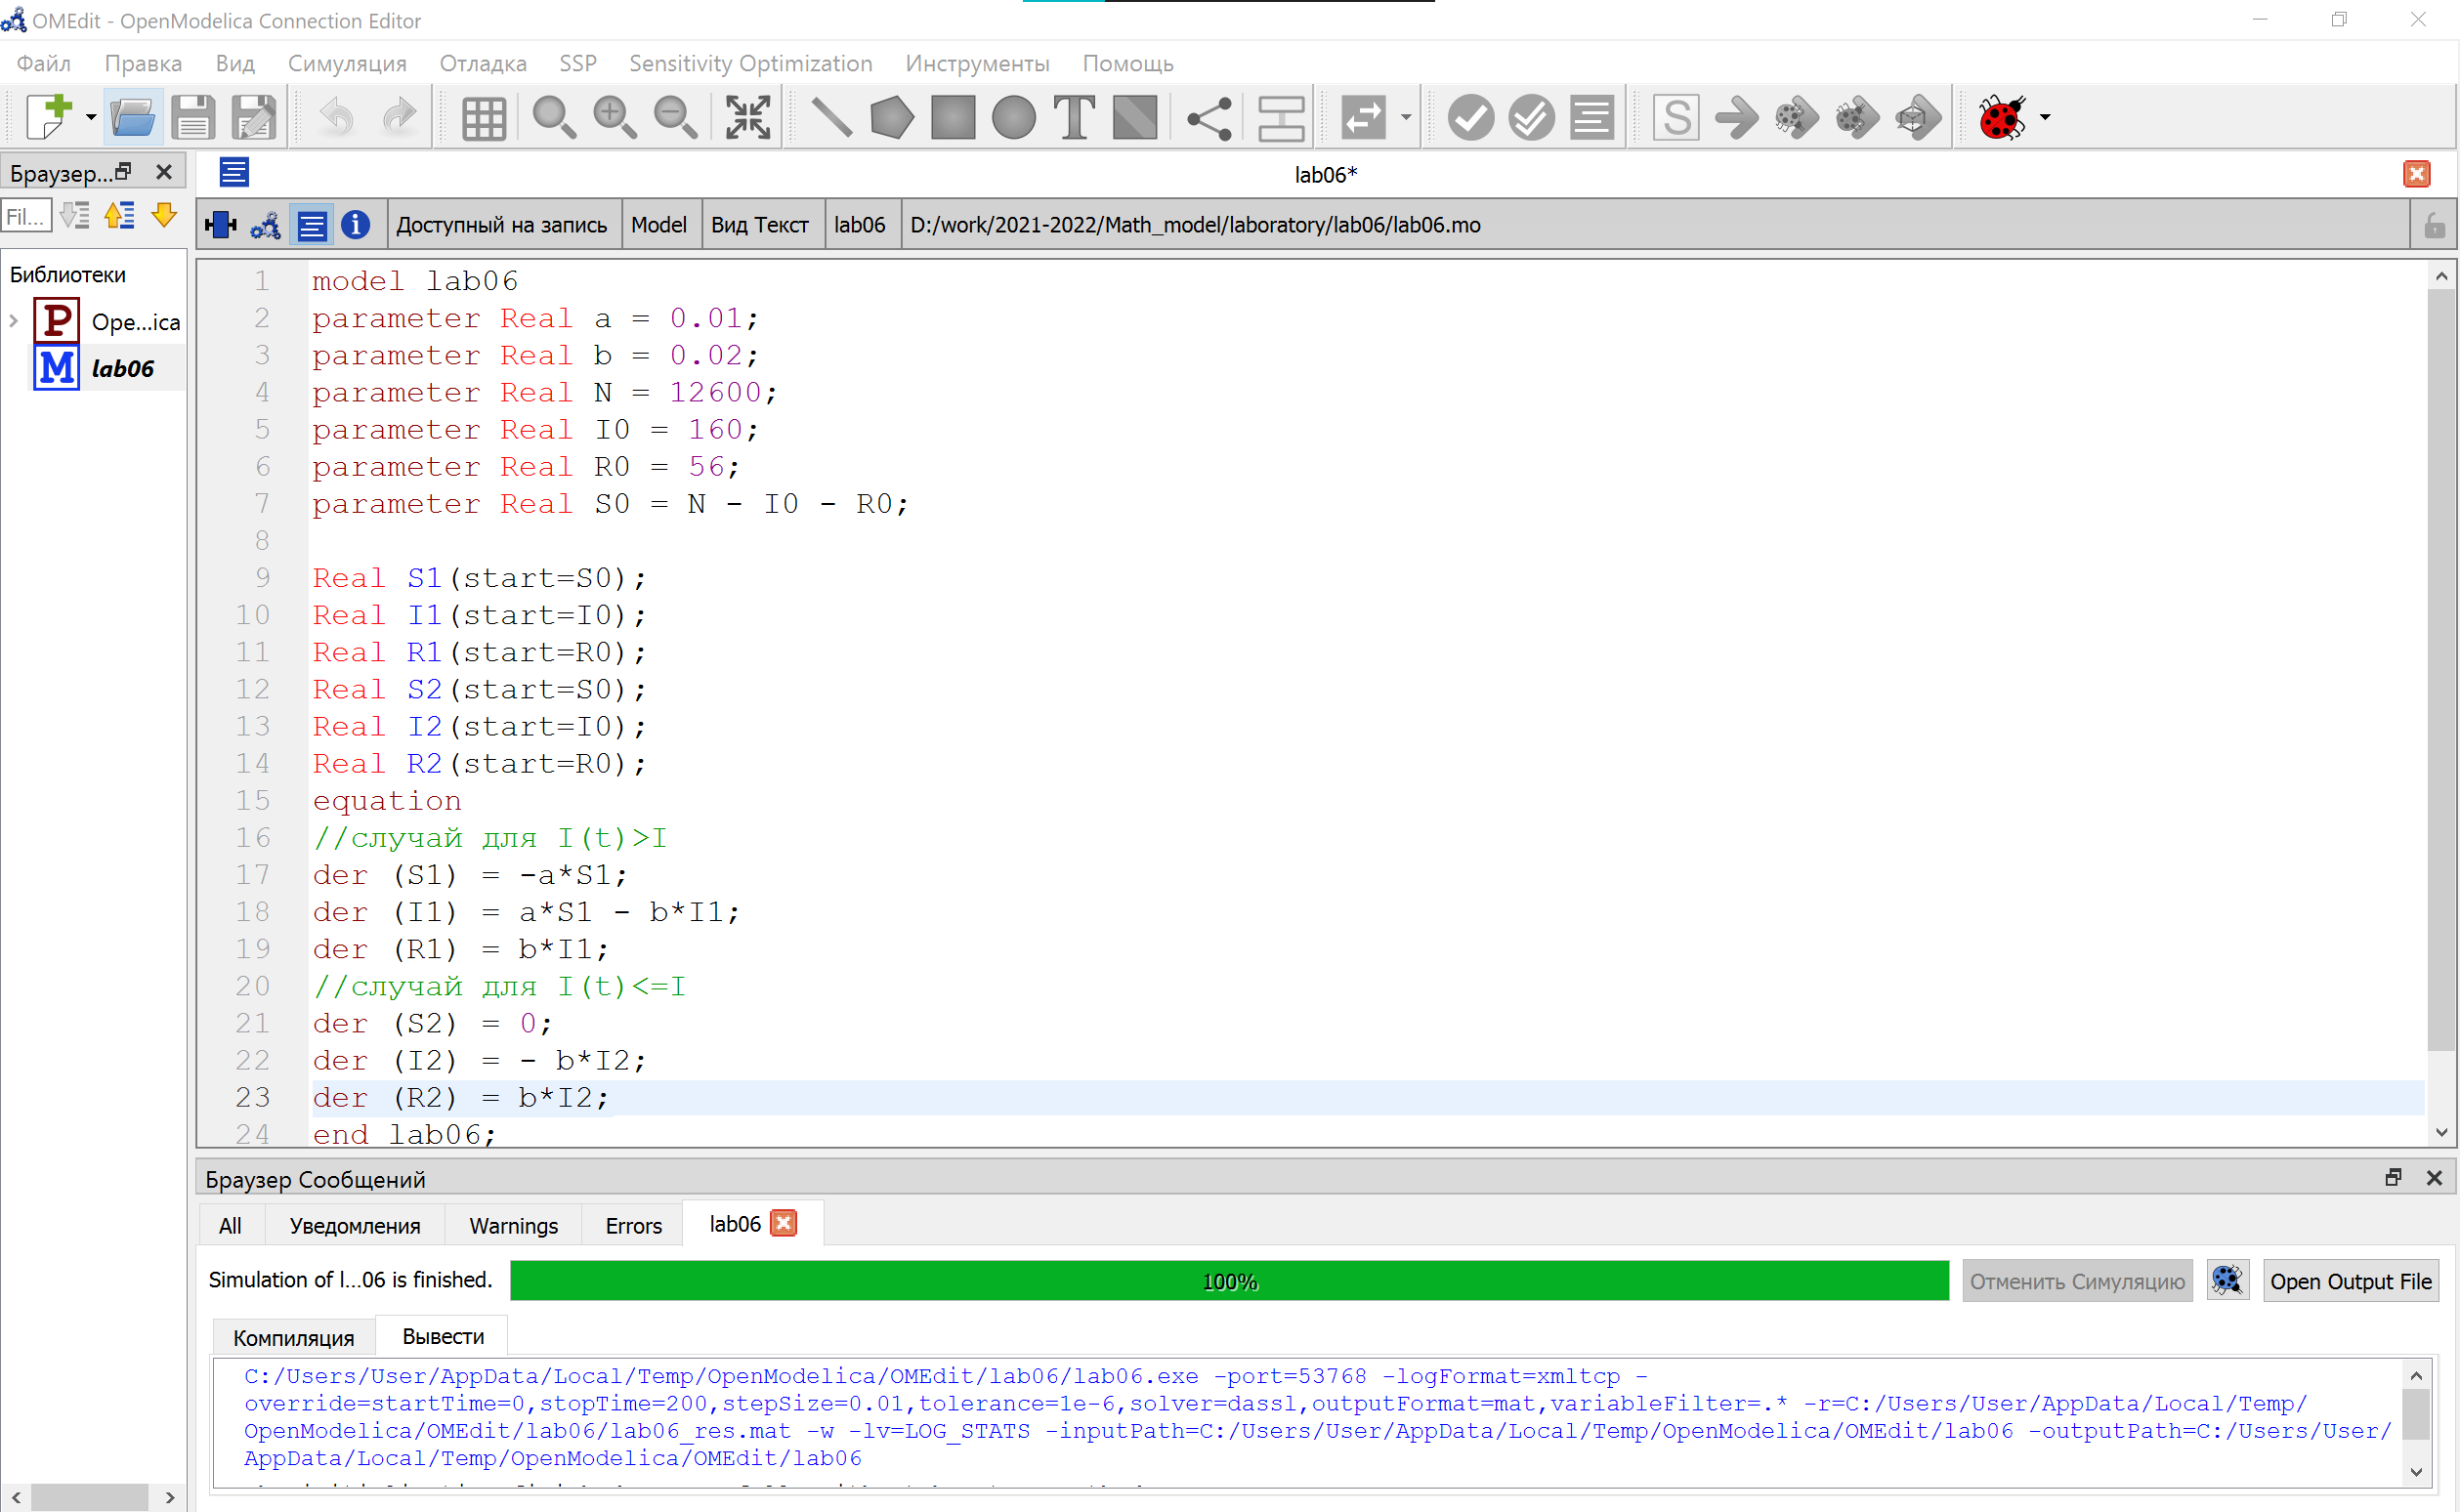 OMEdit - OpenModelica Connection Editor
Файл Правка Вид Симуляция Отладка SSP Sensitivity Optimization Инструменты Помощь
T S
Браузер...
lab06*
Fil...
Доступный на запись Model Вид Текст lab06 D:/work/2021-2022/Math_model/laboratory/lab06/lab06.mo
Библиотеки
P Ope...ica
M lab06
1 model lab06
2 parameter Real a = 0.01;
3 parameter Real b = 0.02;
4 parameter Real N = 12600;
5 parameter Real I0 = 160;
6 parameter Real R0 = 56;
7 parameter Real S0 = N - I0 - R0;
8
9 Real S1(start=S0);
10 Real I1(start=I0);
11 Real R1(start=R0);
12 Real S2(start=S0);
13 Real I2(start=I0);
14 Real R2(start=R0);
15 equation
16 //случай для I(t)>I
17 der (S1) = -a*S1;
18 der (I1) = a*S1 - b*I1;
19 der (R1) = b*I1;
20 //случай для I(t)<=I
21 der (S2) = 0;
22 der (I2) = - b*I2;
23 der (R2) = b*I2;
24 end lab06;
Браузер Сообщений
All Уведомления Warnings Errors lab06
Simulation of l...06 is finished. 100% Отменить Симуляцию Open Output File
Компиляция Вывести
C:/Users/User/AppData/Local/Temp/OpenModelica/OMEdit/lab06/lab06.exe -port=53768 -logFormat=xmltcp -
override=startTime=0,stopTime=200,stepSize=0.01,tolerance=1e-6,solver=dassl,outputFormat=mat,variableFilter=.* -r=C:/Users/User/AppData/Local/Temp/
OpenModelica/OMEdit/lab06/lab06_res.mat -w -lv=LOG_STATS -inputPath=C:/Users/User/AppData/Local/Temp/OpenModelica/OMEdit/lab06 -outputPath=C:/Users/User/
AppData/Local/Temp/OpenModelica/OMEdit/lab06